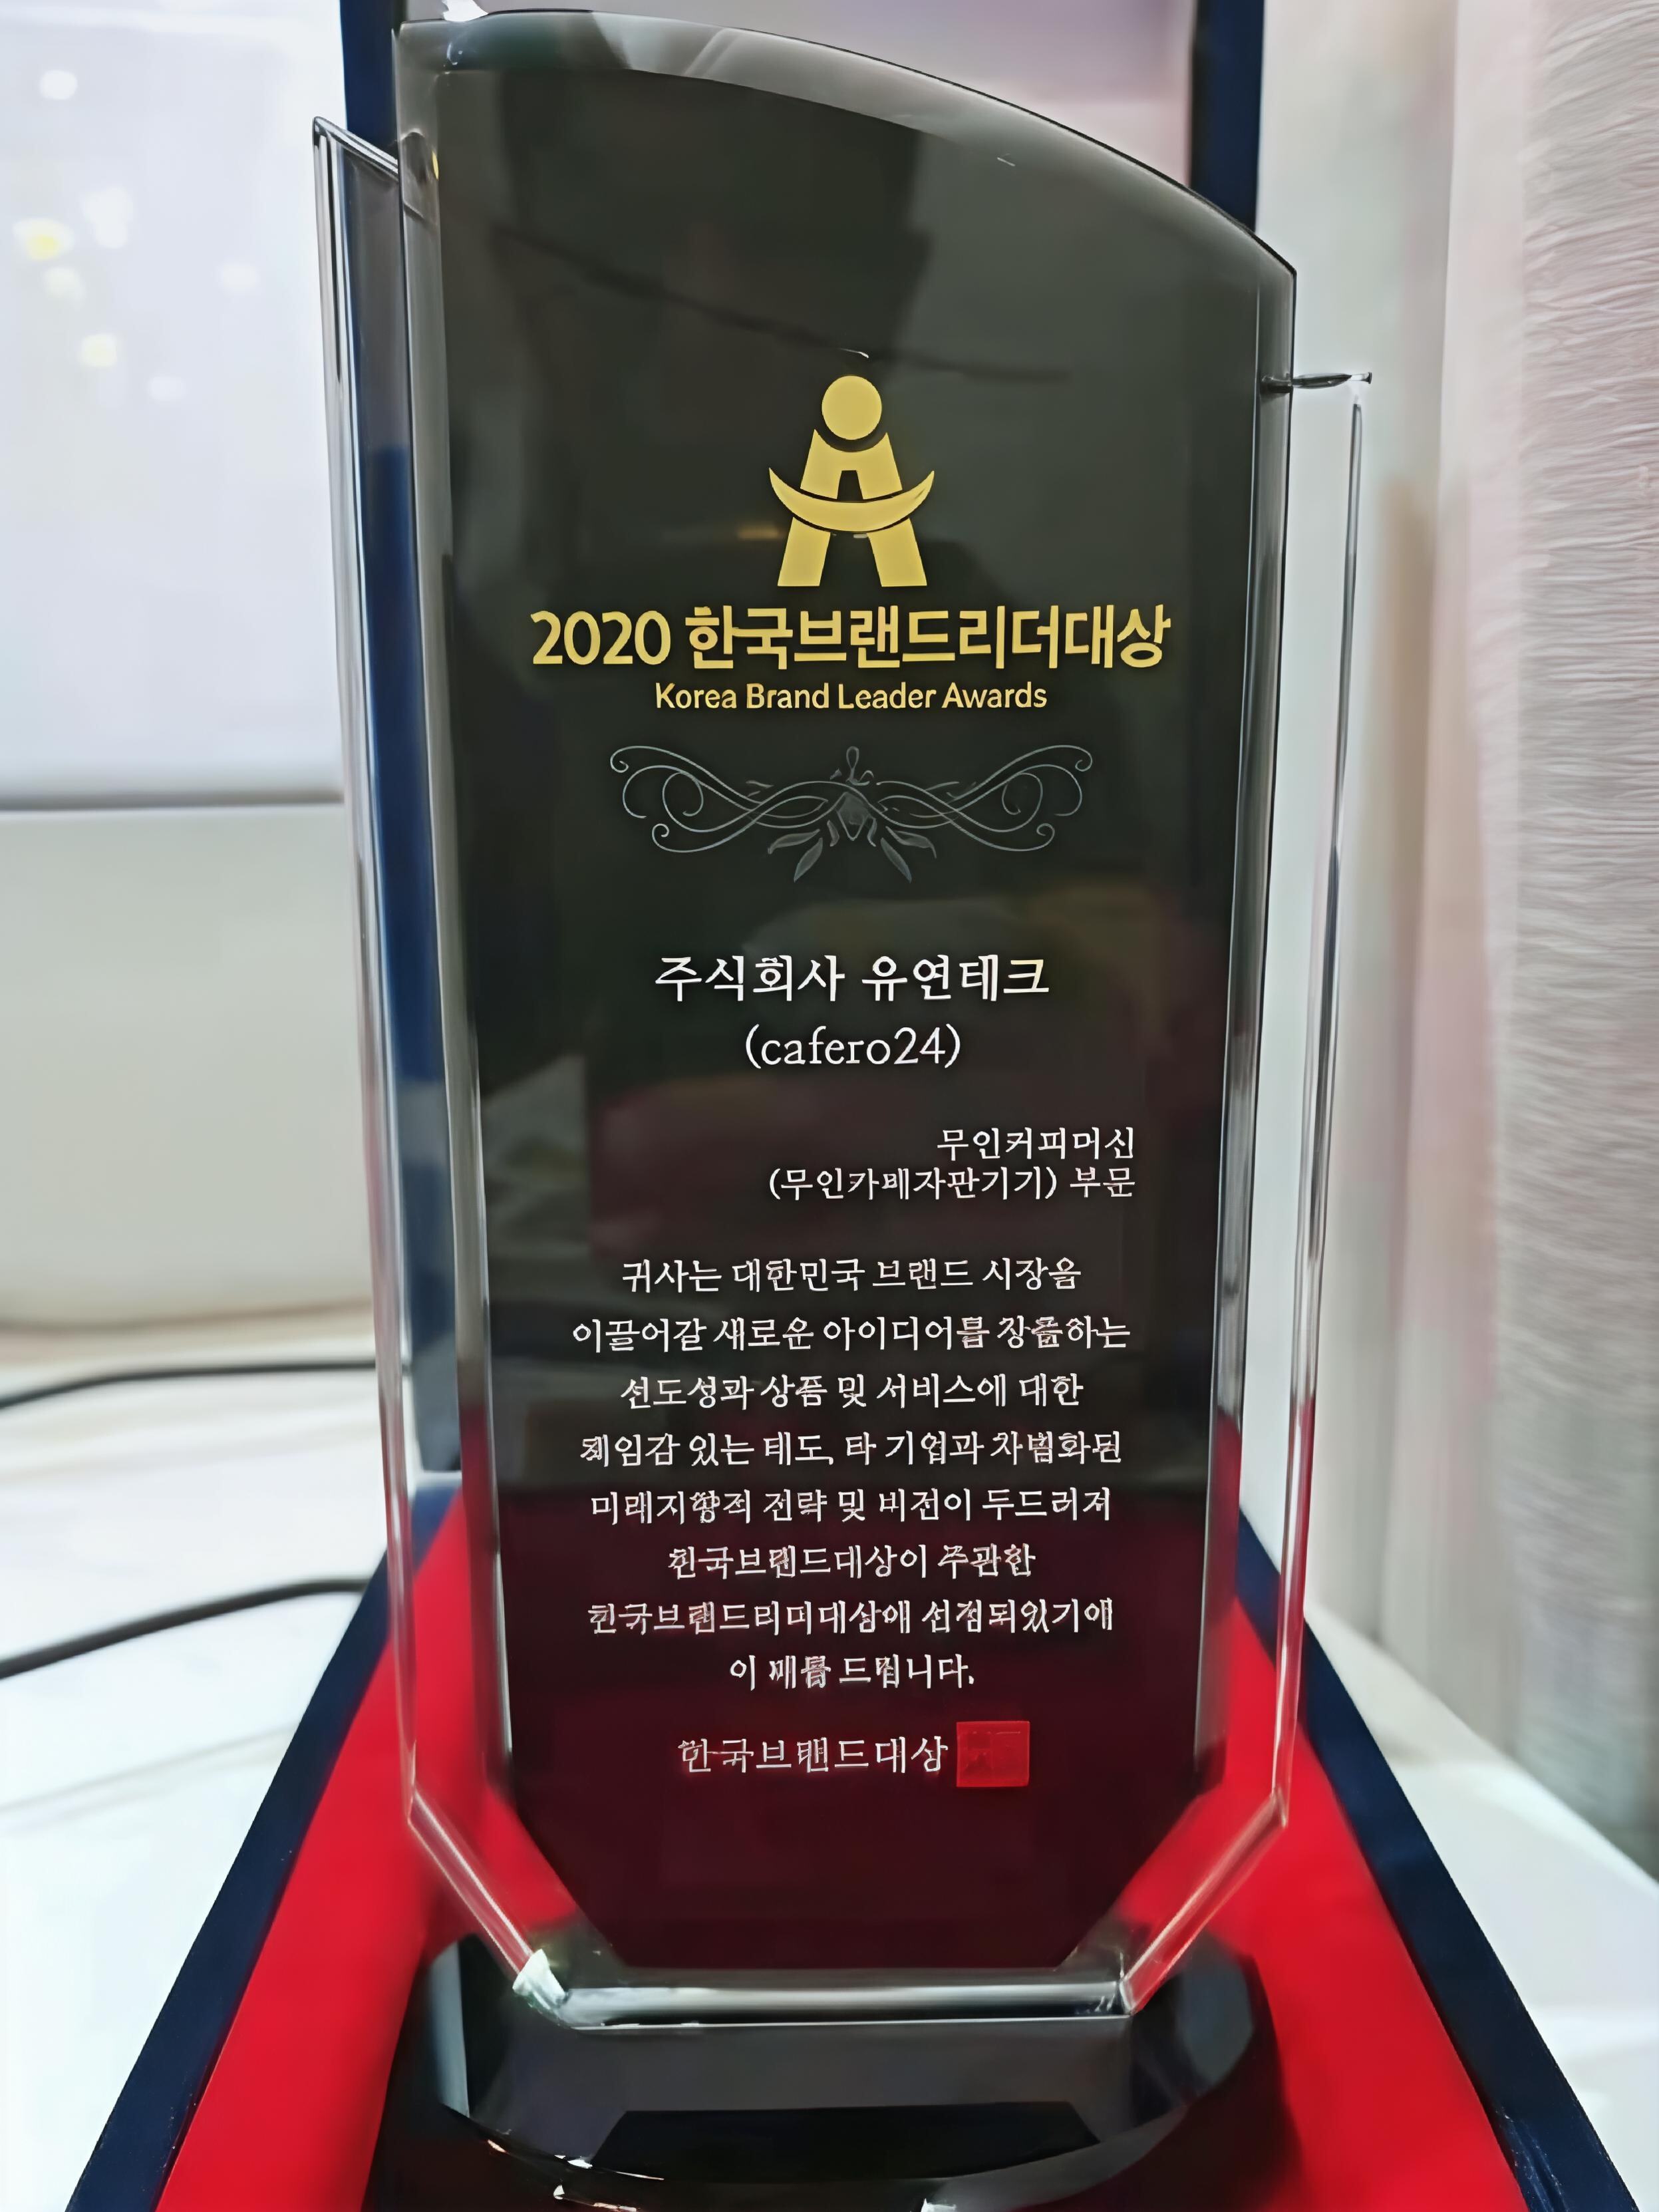 2020 한국브랜드리더대상
Korea Brand Leader Awards
주식회사 유연테크
(cafero24)
무인커피머신
(무인카페자판기기) 부문
귀사는 대한민국 브랜드 시장을
이끌어갈 새로운 아이디어를 창출하는
선도성과 상품 및 서비스에 대한
책임감 있는 태도, 타 기업과 차별화된
미래지향적 전략 및 비전이 두드러져
한국브랜드대상이 주관한
한국브랜드리더대상에 선정되었기에
이 패를 드립니다.
한국브랜드대상